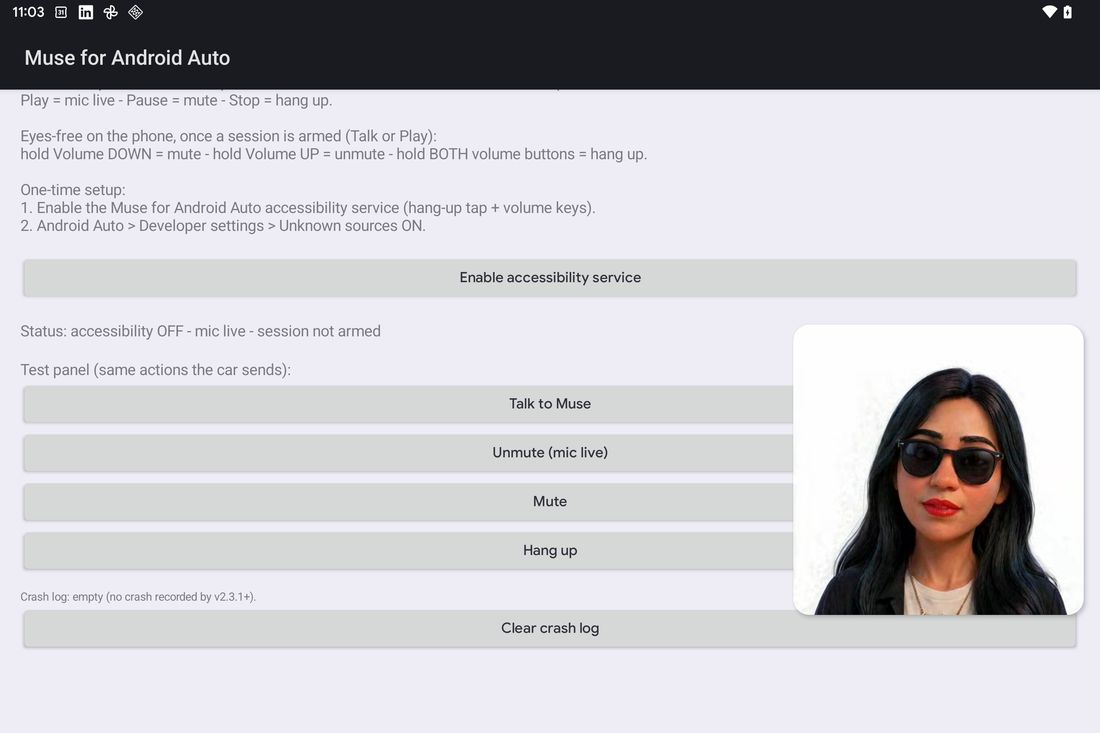 11:03
31
in
Muse for Android Auto
Play = mic live - Pause = mute - Stop = hang up.
Eyes-free on the phone, once a session is armed (Talk or Play):
hold Volume DOWN = mute - hold Volume UP = unmute - hold BOTH volume buttons = hang up.
One-time setup:
1. Enable the Muse for Android Auto accessibility service (hang-up tap + volume keys).
2. Android Auto > Developer settings > Unknown sources ON.
Enable accessibility service
Status: accessibility OFF - mic live - session not armed
Test panel (same actions the car sends):
Talk to Muse
Unmute (mic live)
Mute
Hang up
Crash log: empty (no crash recorded by v2.3.1+).
Clear crash log